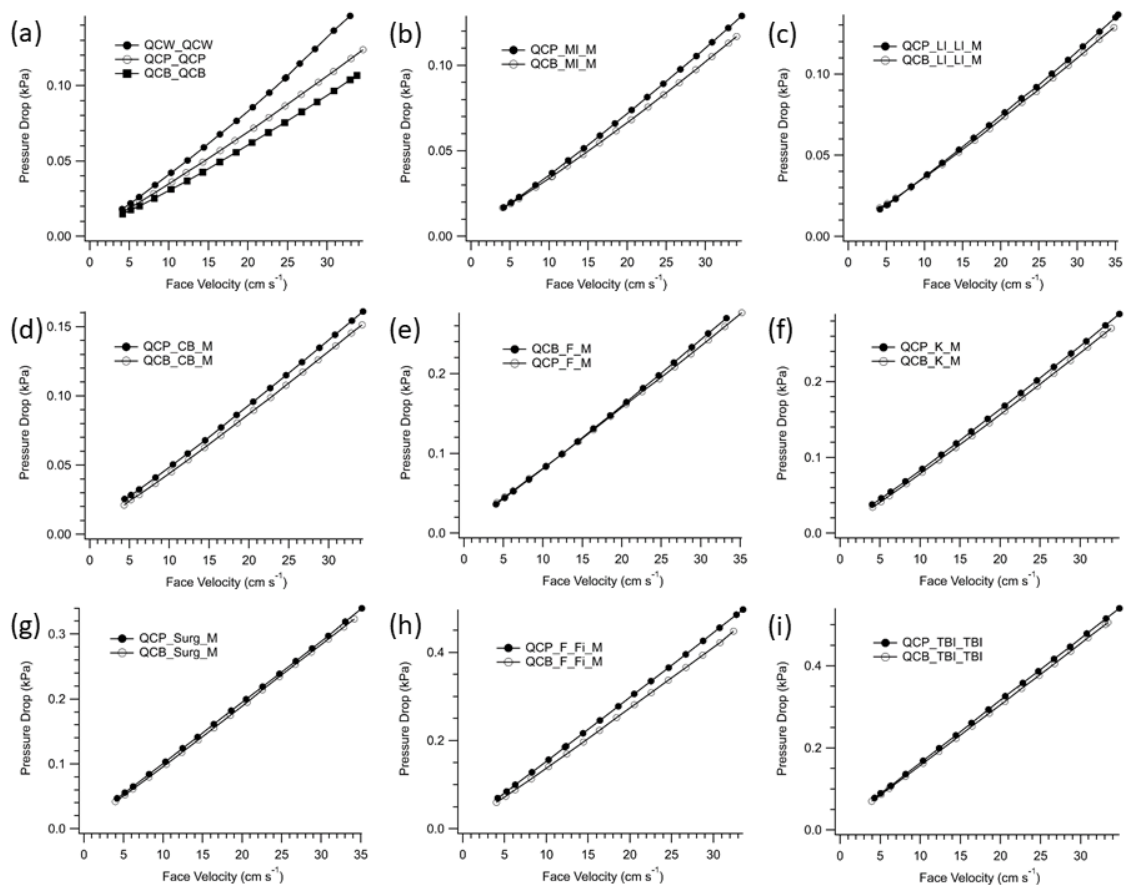 (a)
QCW_QCW
QCP_QCP
QCB_QCB
Pressure Drop (kPa)
0.10
0.05
0.00
0 5 10 15 20 25 30
Face Velocity (cm s-1)
(b)
QCP_MI_M
QCB_MI_M
Pressure Drop (kPa)
0.10
0.05
0.00
0 5 10 15 20 25 30
Face Velocity (cm s-1)
(c)
QCP_LI_LI_M
QCB_LI_LI_M
Pressure Drop (kPa)
0.10
0.05
0.00
0 5 10 15 20 25 30 35
Face Velocity (cm s-1)
(d)
QCP_CB_M
QCB_CB_M
Pressure Drop (kPa)
0.15
0.10
0.05
0.00
0 5 10 15 20 25 30
Face Velocity (cm s-1)
(e)
QCB_F_M
QCP_F_M
Pressure Drop (kPa)
0.2
0.1
0.0
0 5 10 15 20 25 30 35
Face Velocity (cm s-1)
(f)
QCP_K_M
QCB_K_M
Pressure Drop (kPa)
0.2
0.1
0.0
0 5 10 15 20 25 30
Face Velocity (cm s-1)
(g)
QCP_Surg_M
QCB_Surg_M
Pressure Drop (kPa)
0.3
0.2
0.1
0.0
0 5 10 15 20 25 30 35
Face Velocity (cm s-1)
(h)
QCP_F_Fi_M
QCB_F_Fi_M
Pressure Drop (kPa)
0.4
0.2
0.0
0 5 10 15 20 25 30
Face Velocity (cm s-1)
(i)
QCP_TBI_TBI
QCB_TBI_TBI
Pressure Drop (kPa)
0.4
0.2
0.0
0 5 10 15 20 25 30
Face Velocity (cm s-1)